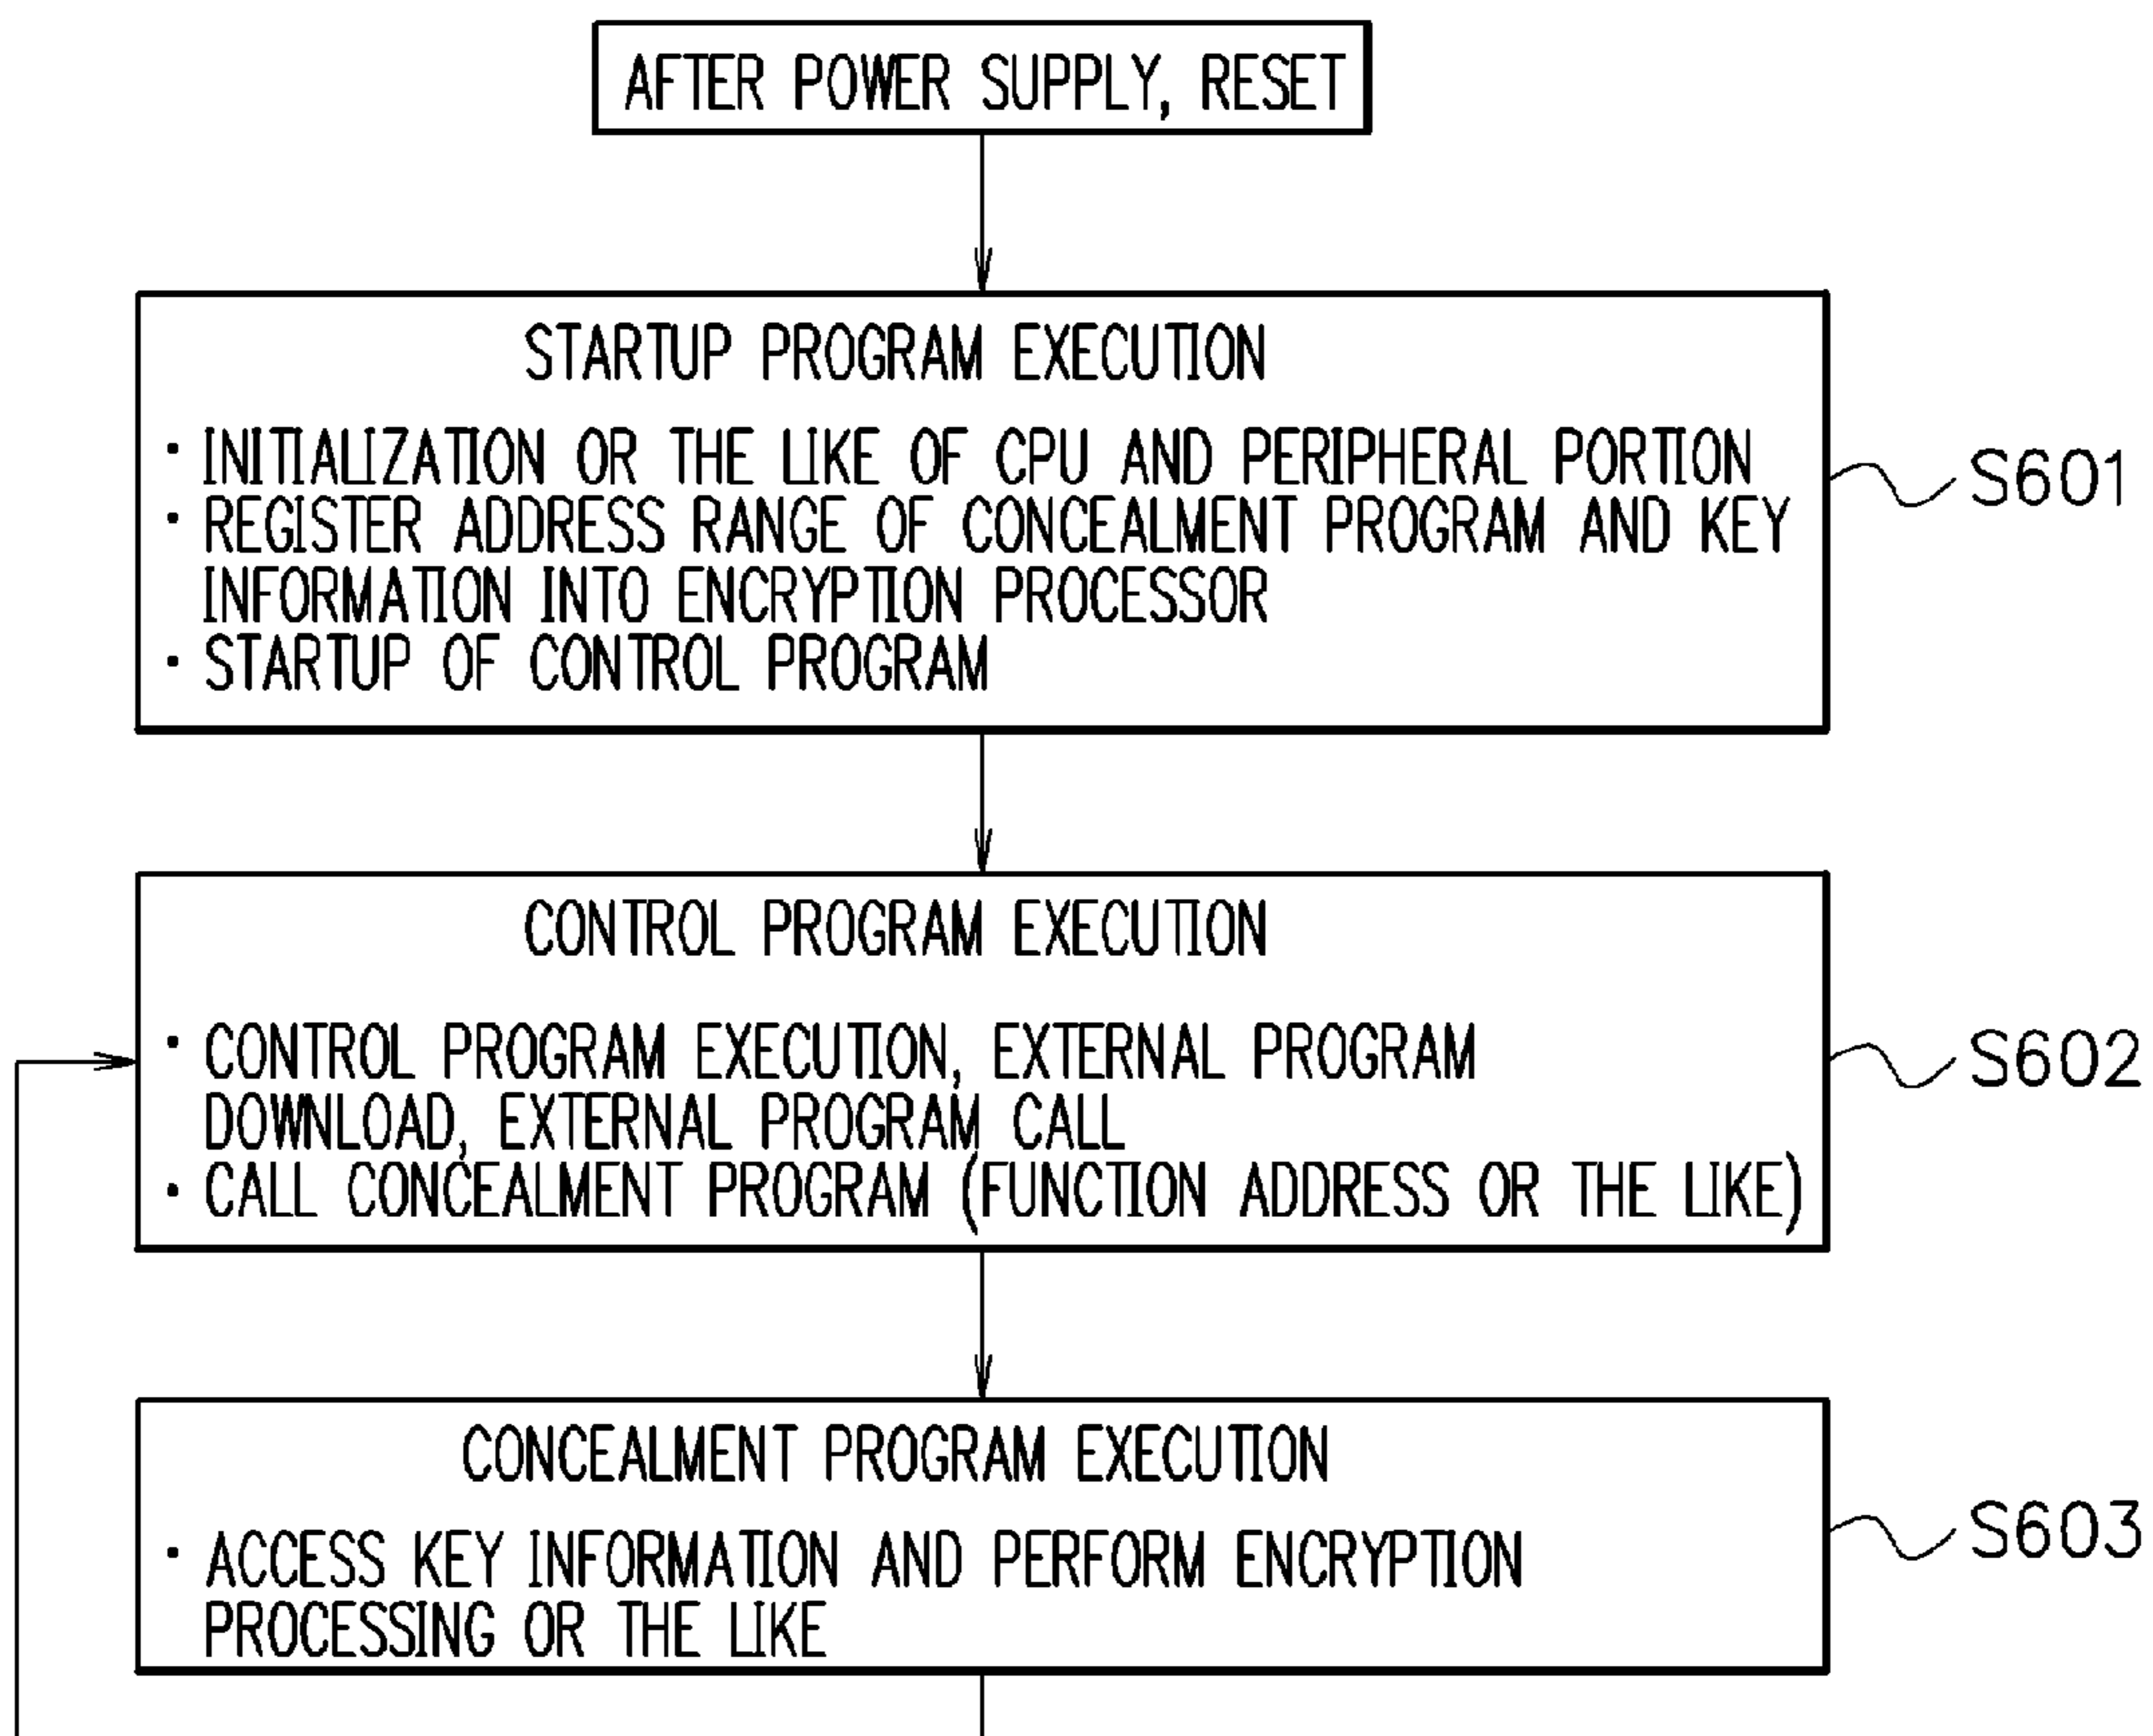 AFTER POWER SUPPLY, RESET
STARTUP PROGRAM EXECUTION
・INITIALIZATION OR THE LIKE OF CPU AND PERIPHERAL PORTION
・REGISTER ADDRESS RANGE OF CONCEALMENT PROGRAM AND KEY
INFORMATION INTO ENCRYPTION PROCESSOR
・STARTUP OF CONTROL PROGRAM
S601
CONTROL PROGRAM EXECUTION
・CONTROL PROGRAM EXECUTION, EXTERNAL PROGRAM
DOWNLOAD, EXTERNAL PROGRAM CALL
・CALL CONCEALMENT PROGRAM (FUNCTION ADDRESS OR THE LIKE)
S602
CONCEALMENT PROGRAM EXECUTION
・ACCESS KEY INFORMATION AND PERFORM ENCRYPTION
PROCESSING OR THE LIKE
S603